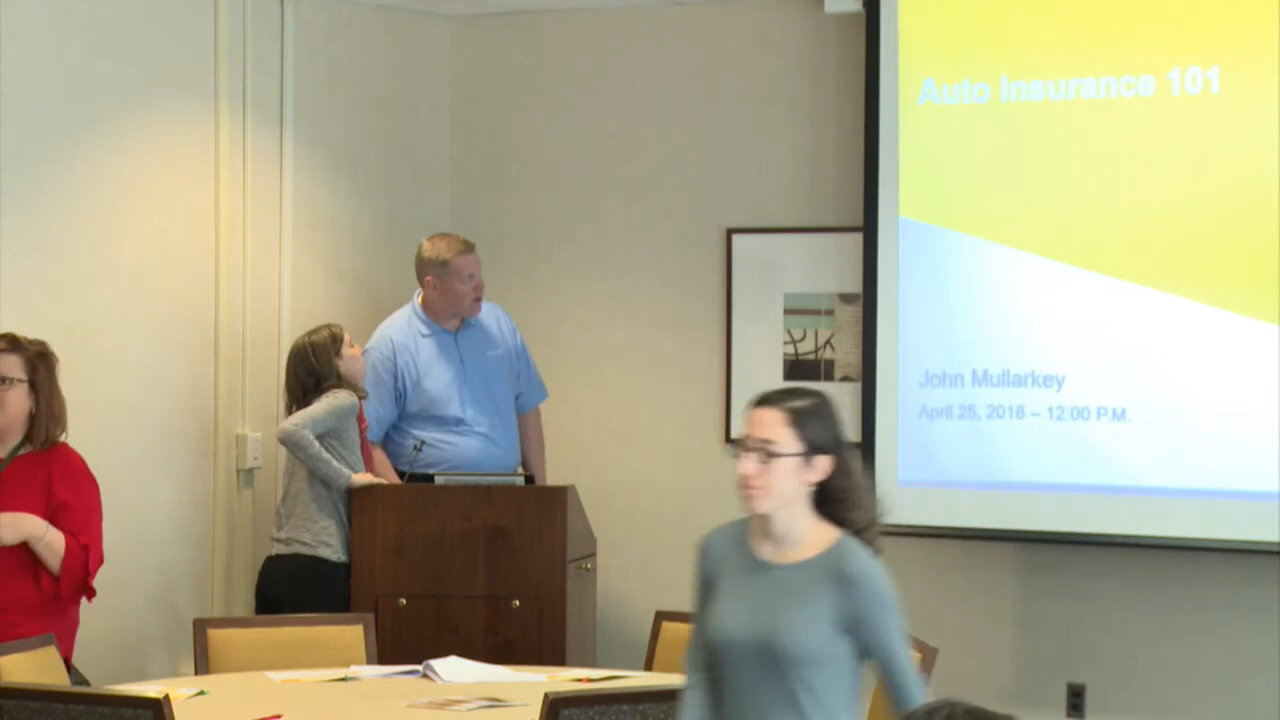 Auto Insurance 101
John Mullarkey
April 25, 2018 – 12:00 P.M.